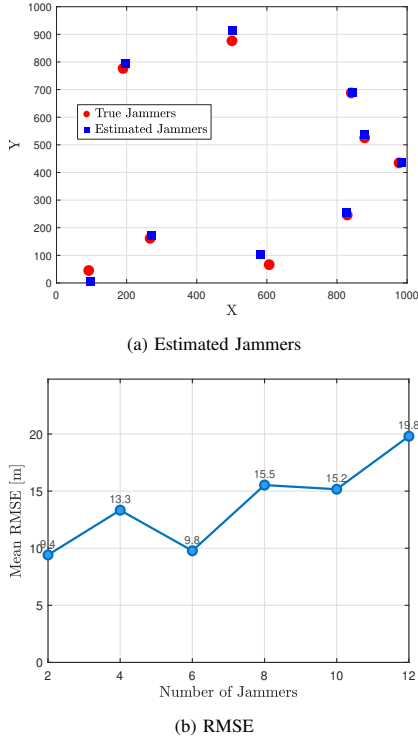 1000
900
800
700
600
500
400
300
200
100
0
Y
True Jammers
Estimated Jammers
0 200 400 600 800 1000
X
(a) Estimated Jammers
20
15
10
5
0
Mean RMSE [m]
9.4
13.3
9.8
15.5
15.2
19.8
2 4 6 8 10 12
Number of Jammers
(b) RMSE